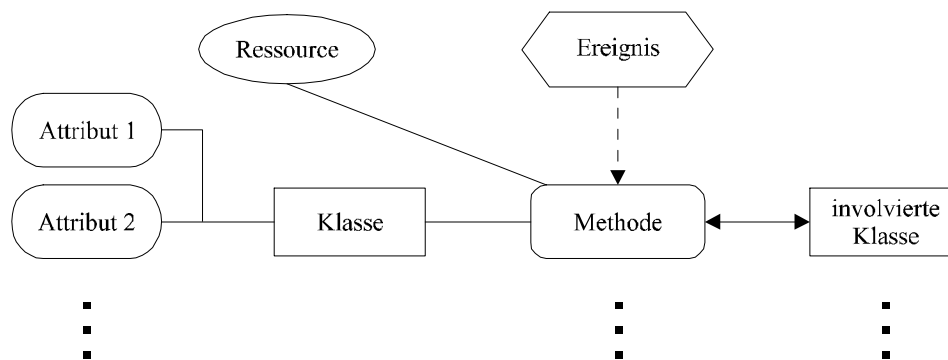 Ressource
Ereignis
Attribut 1
Attribut 2
Klasse
Methode
involvierte
Klasse